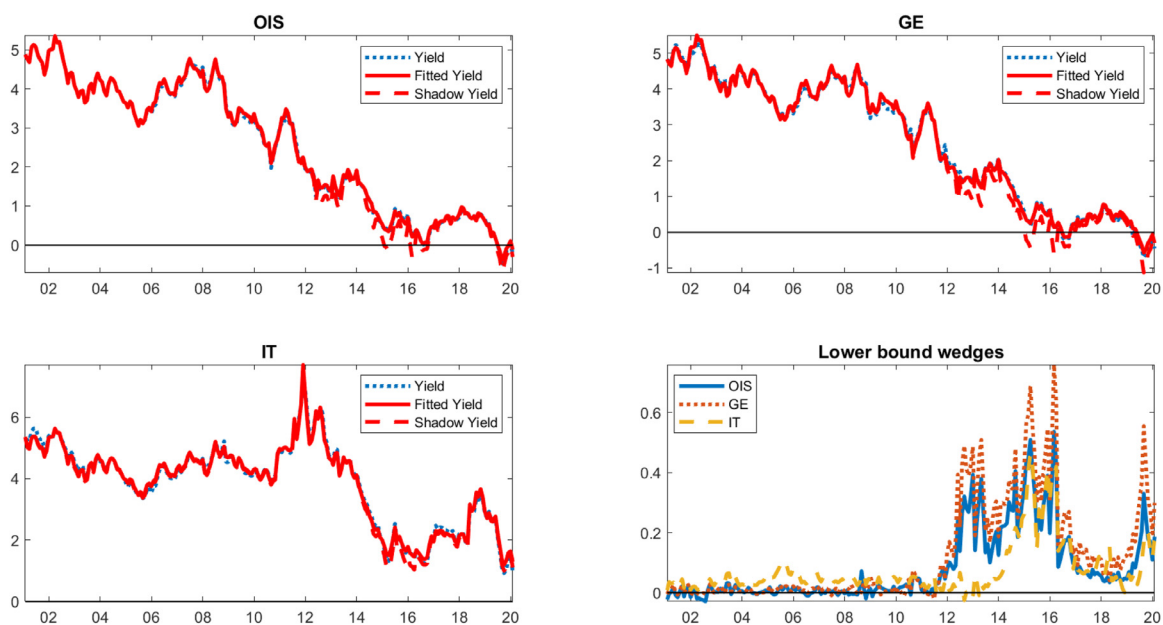 OIS
Yield
Fitted Yield
Shadow Yield
5
4
3
2
1
0
02 04 06 08 10 12 14 16 18 20
GE
Yield
Fitted Yield
Shadow Yield
5
4
3
2
1
0
-1
02 04 06 08 10 12 14 16 18 20
IT
Yield
Fitted Yield
Shadow Yield
6
4
2
0
02 04 06 08 10 12 14 16 18 20
Lower bound wedges
OIS
GE
IT
0.6
0.4
0.2
0
02 04 06 08 10 12 14 16 18 20